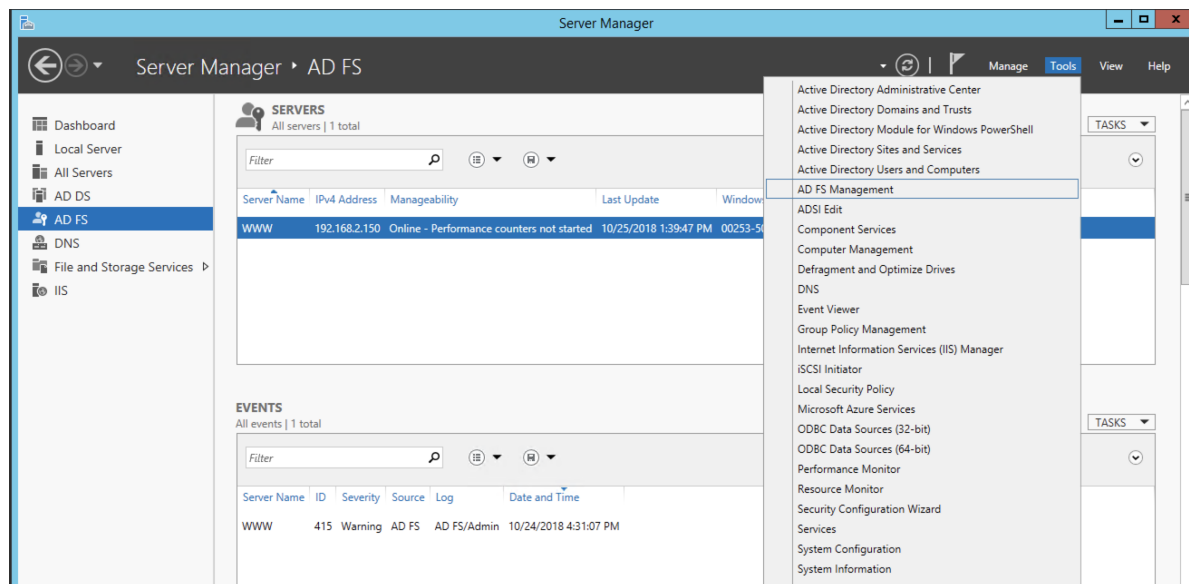 Server Manager
Server Manager ‣ AD FS
Manage Tools View Help
Dashboard
Local Server
All Servers
AD DS
AD FS
DNS
File and Storage Services
IIS
SERVERS
All servers | 1 total
TASKS
Filter
Server Name IPv4 Address Manageability Last Update
WWW 192.168.2.150 Online - Performance counters not started 10/25/2018 1:39:47 PM
EVENTS
All events | 1 total
TASKS
Filter
Server Name ID Severity Source Log Date and Time
WWW 415 Warning AD FS AD FS/Admin 10/24/2018 4:31:07 PM
Active Directory Administrative Center
Active Directory Domains and Trusts
Active Directory Module for Windows PowerShell
Active Directory Sites and Services
Active Directory Users and Computers
AD FS Management
ADSI Edit
Component Services
Computer Management
Defragment and Optimize Drives
DNS
Event Viewer
Group Policy Management
Internet Information Services (IIS) Manager
iSCSI Initiator
Local Security Policy
Microsoft Azure Services
ODBC Data Sources (32-bit)
ODBC Data Sources (64-bit)
Performance Monitor
Resource Monitor
Security Configuration Wizard
Services
System Configuration
System Information